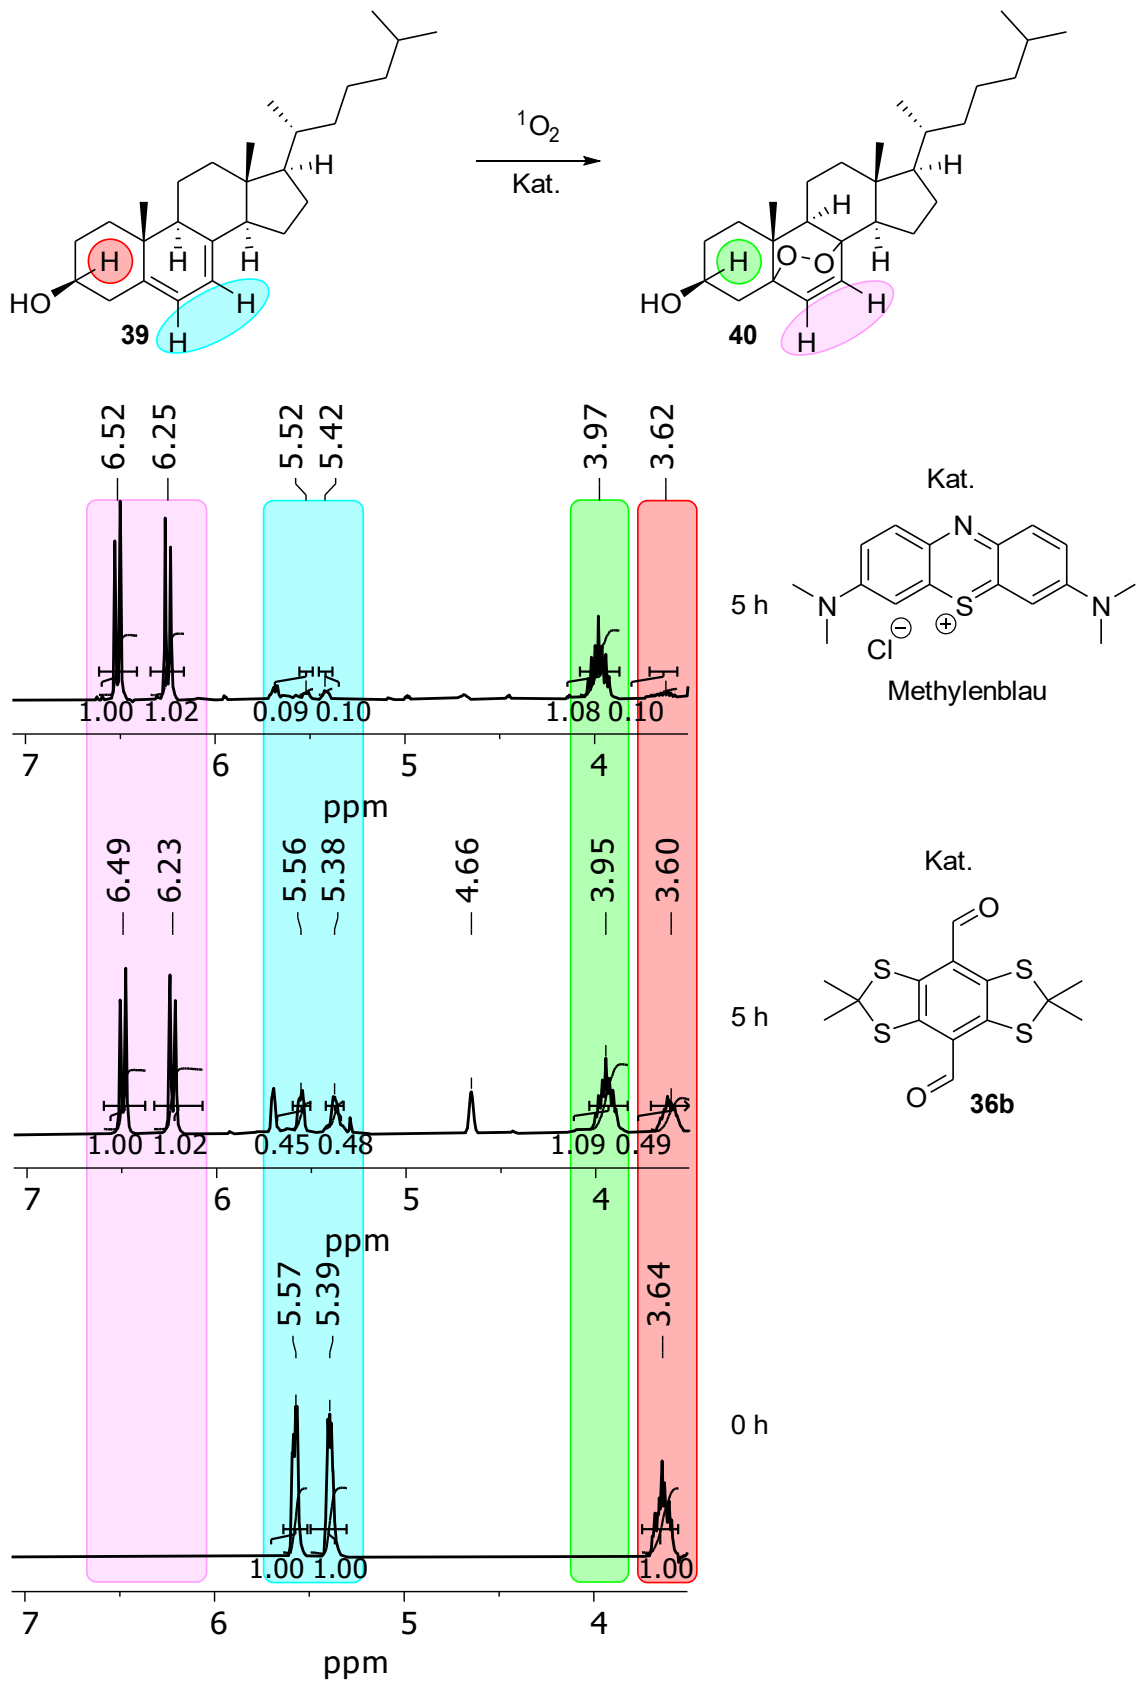 ¹O₂
Kat.
H
H
H
H
H
H
HO
39
H
H
H
H
O-O
H
H
HO
40
6.52
6.25
5.52
5.42
3.97
3.62
1.00 1.02 0.09 0.10 1.08 0.10
7 6 5 4
ppm
5 h
Kat.
N
N
S
N
Cl
⊖
⊕
Methylenblau
6.49
6.23
5.56
5.38
4.66
3.95
3.60
1.00 1.02 0.45 0.48 1.09 0.49
7 6 5 4
ppm
5 h
Kat.
O
S
S
S
S
O
36b
5.57
5.39
3.64
1.00 1.00 1.00
7 6 5 4
ppm
0 h